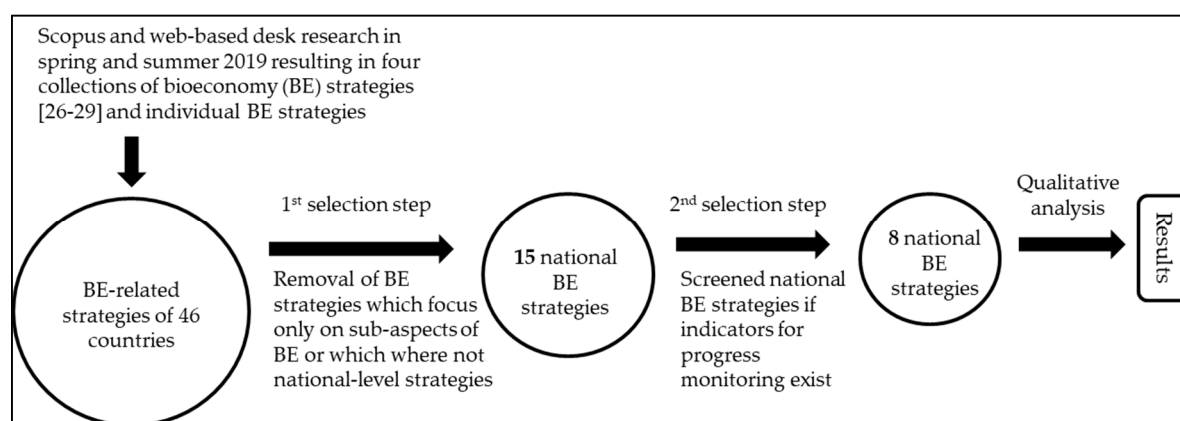 Scopus and web-based desk research in
spring and summer 2019 resulting in four
collections of bioeconomy (BE) strategies
[26-29] and individual BE strategies
BE-related
strategies of 46
countries
1st selection step
Removal of BE
strategies which focus
only on sub-aspects of
BE or which where not
national-level strategies
15 national
BE
strategies
2nd selection step
Screened national
BE strategies if
indicators for
progress
monitoring exist
8 national
BE
strategies
Qualitative
analysis
Results